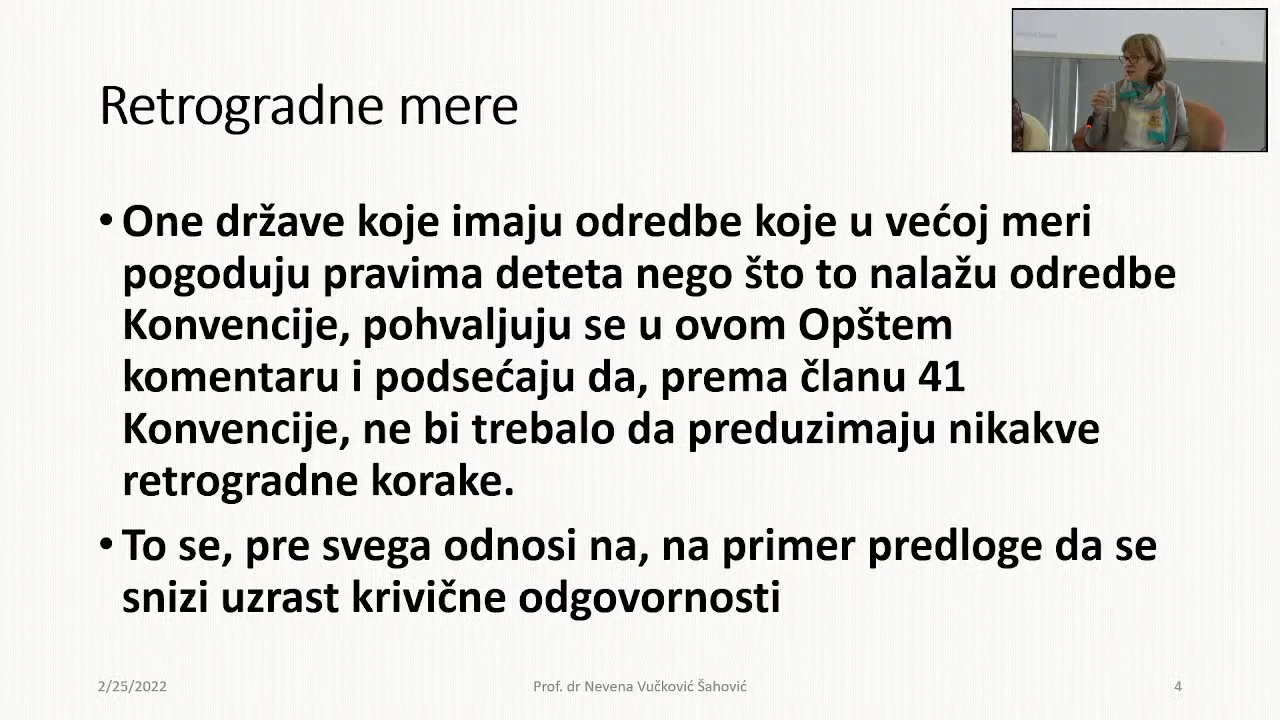 Retrogradne mere
• One države koje imaju odredbe koje u većoj meri
pogoduju pravima deteta nego što to nalažu odredbe
Konvencije, pohvaljuju se u ovom Opštem
komentaru i podsećaju da, prema članu 41
Konvencije, ne bi trebalo da preduzimaju nikakve
retrogradne korake.
• To se, pre svega odnosi na, na primer predloge da se
snizi uzrast krivične odgovornosti
2/25/2022
Prof. dr Nevena Vučković Šahović
4